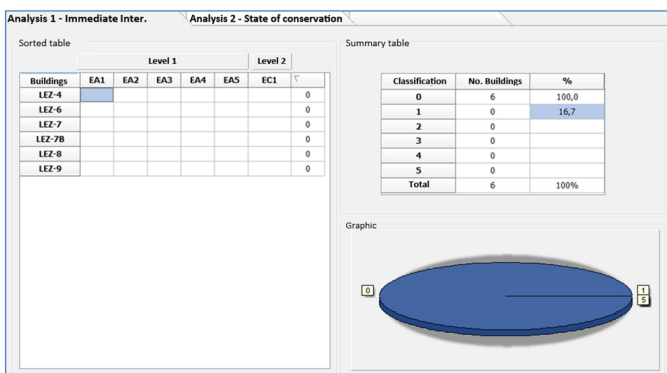 Analysis 1 - Immediate Inter. Analysis 2 - State of conservation
Sorted table
Level 1 Level 2
Buildings EA1 EA2 EA3 EA4 EA5 EC1
LEZ-4 0
LEZ-6 0
LEZ-7 0
LEZ-7B 0
LEZ-8 0
LEZ-9 0
Summary table
Classification No. Buildings %
0 6 100,0
1 0 16,7
2 0
3 0
4 0
5 0
Total 6 100%
Graphic
0 1
5